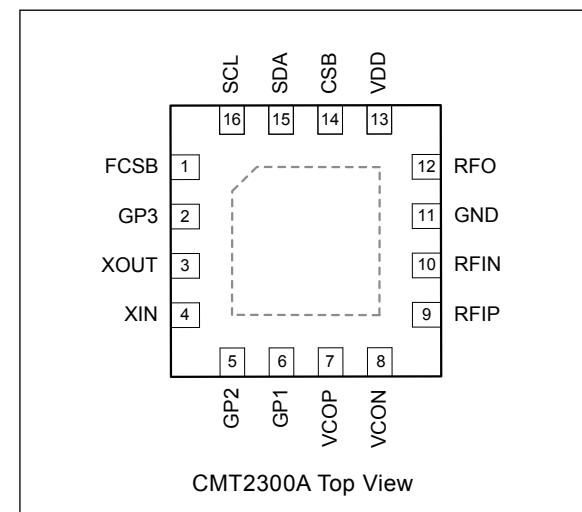 SCL SDA CSB VDD
16 15 14 13
FCSB 1 12 RFO
GP3 2 11 GND
XOUT 3 10 RFIN
XIN 4 9 RFIP
5 6 7 8
GP2 GP1 VCOP VCON
CMT2300A Top View